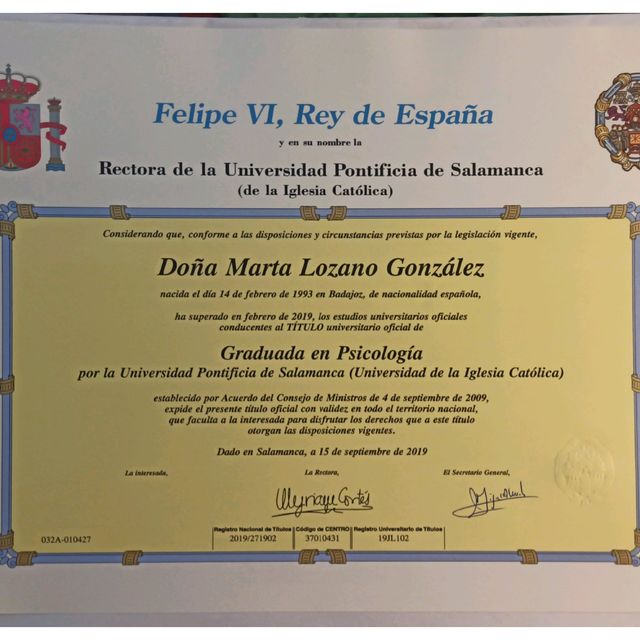 Felipe VI, Rey de España
y en su nombre la
Rectora de la Universidad Pontificia de Salamanca
(de la Iglesia Católica)
Considerando que, conforme a las disposiciones y circunstancias previstas por la legislación vigente,
Doña Marta Lozano González
nacida el día 14 de febrero de 1993 en Badajoz, de nacionalidad española,
ha superado en febrero de 2019, los estudios universitarios oficiales
conducentes al TÍTULO universitario oficial de
Graduada en Psicología
por la Universidad Pontificia de Salamanca (Universidad de la Iglesia Católica)
establecido por Acuerdo del Consejo de Ministros de 4 de septiembre de 2009,
expide el presente título oficial con validez en todo el territorio nacional,
que faculta a la interesada para disfrutar los derechos que a este título
otorgan las disposiciones vigentes.
Dado en Salamanca, a 15 de septiembre de 2019
La interesada, La Rectora, El Secretario General,
Registro Nacional de Títulos Código de CENTRO Registro Universitario de Títulos
032A-010427 2019/271902 37010431 19JL102